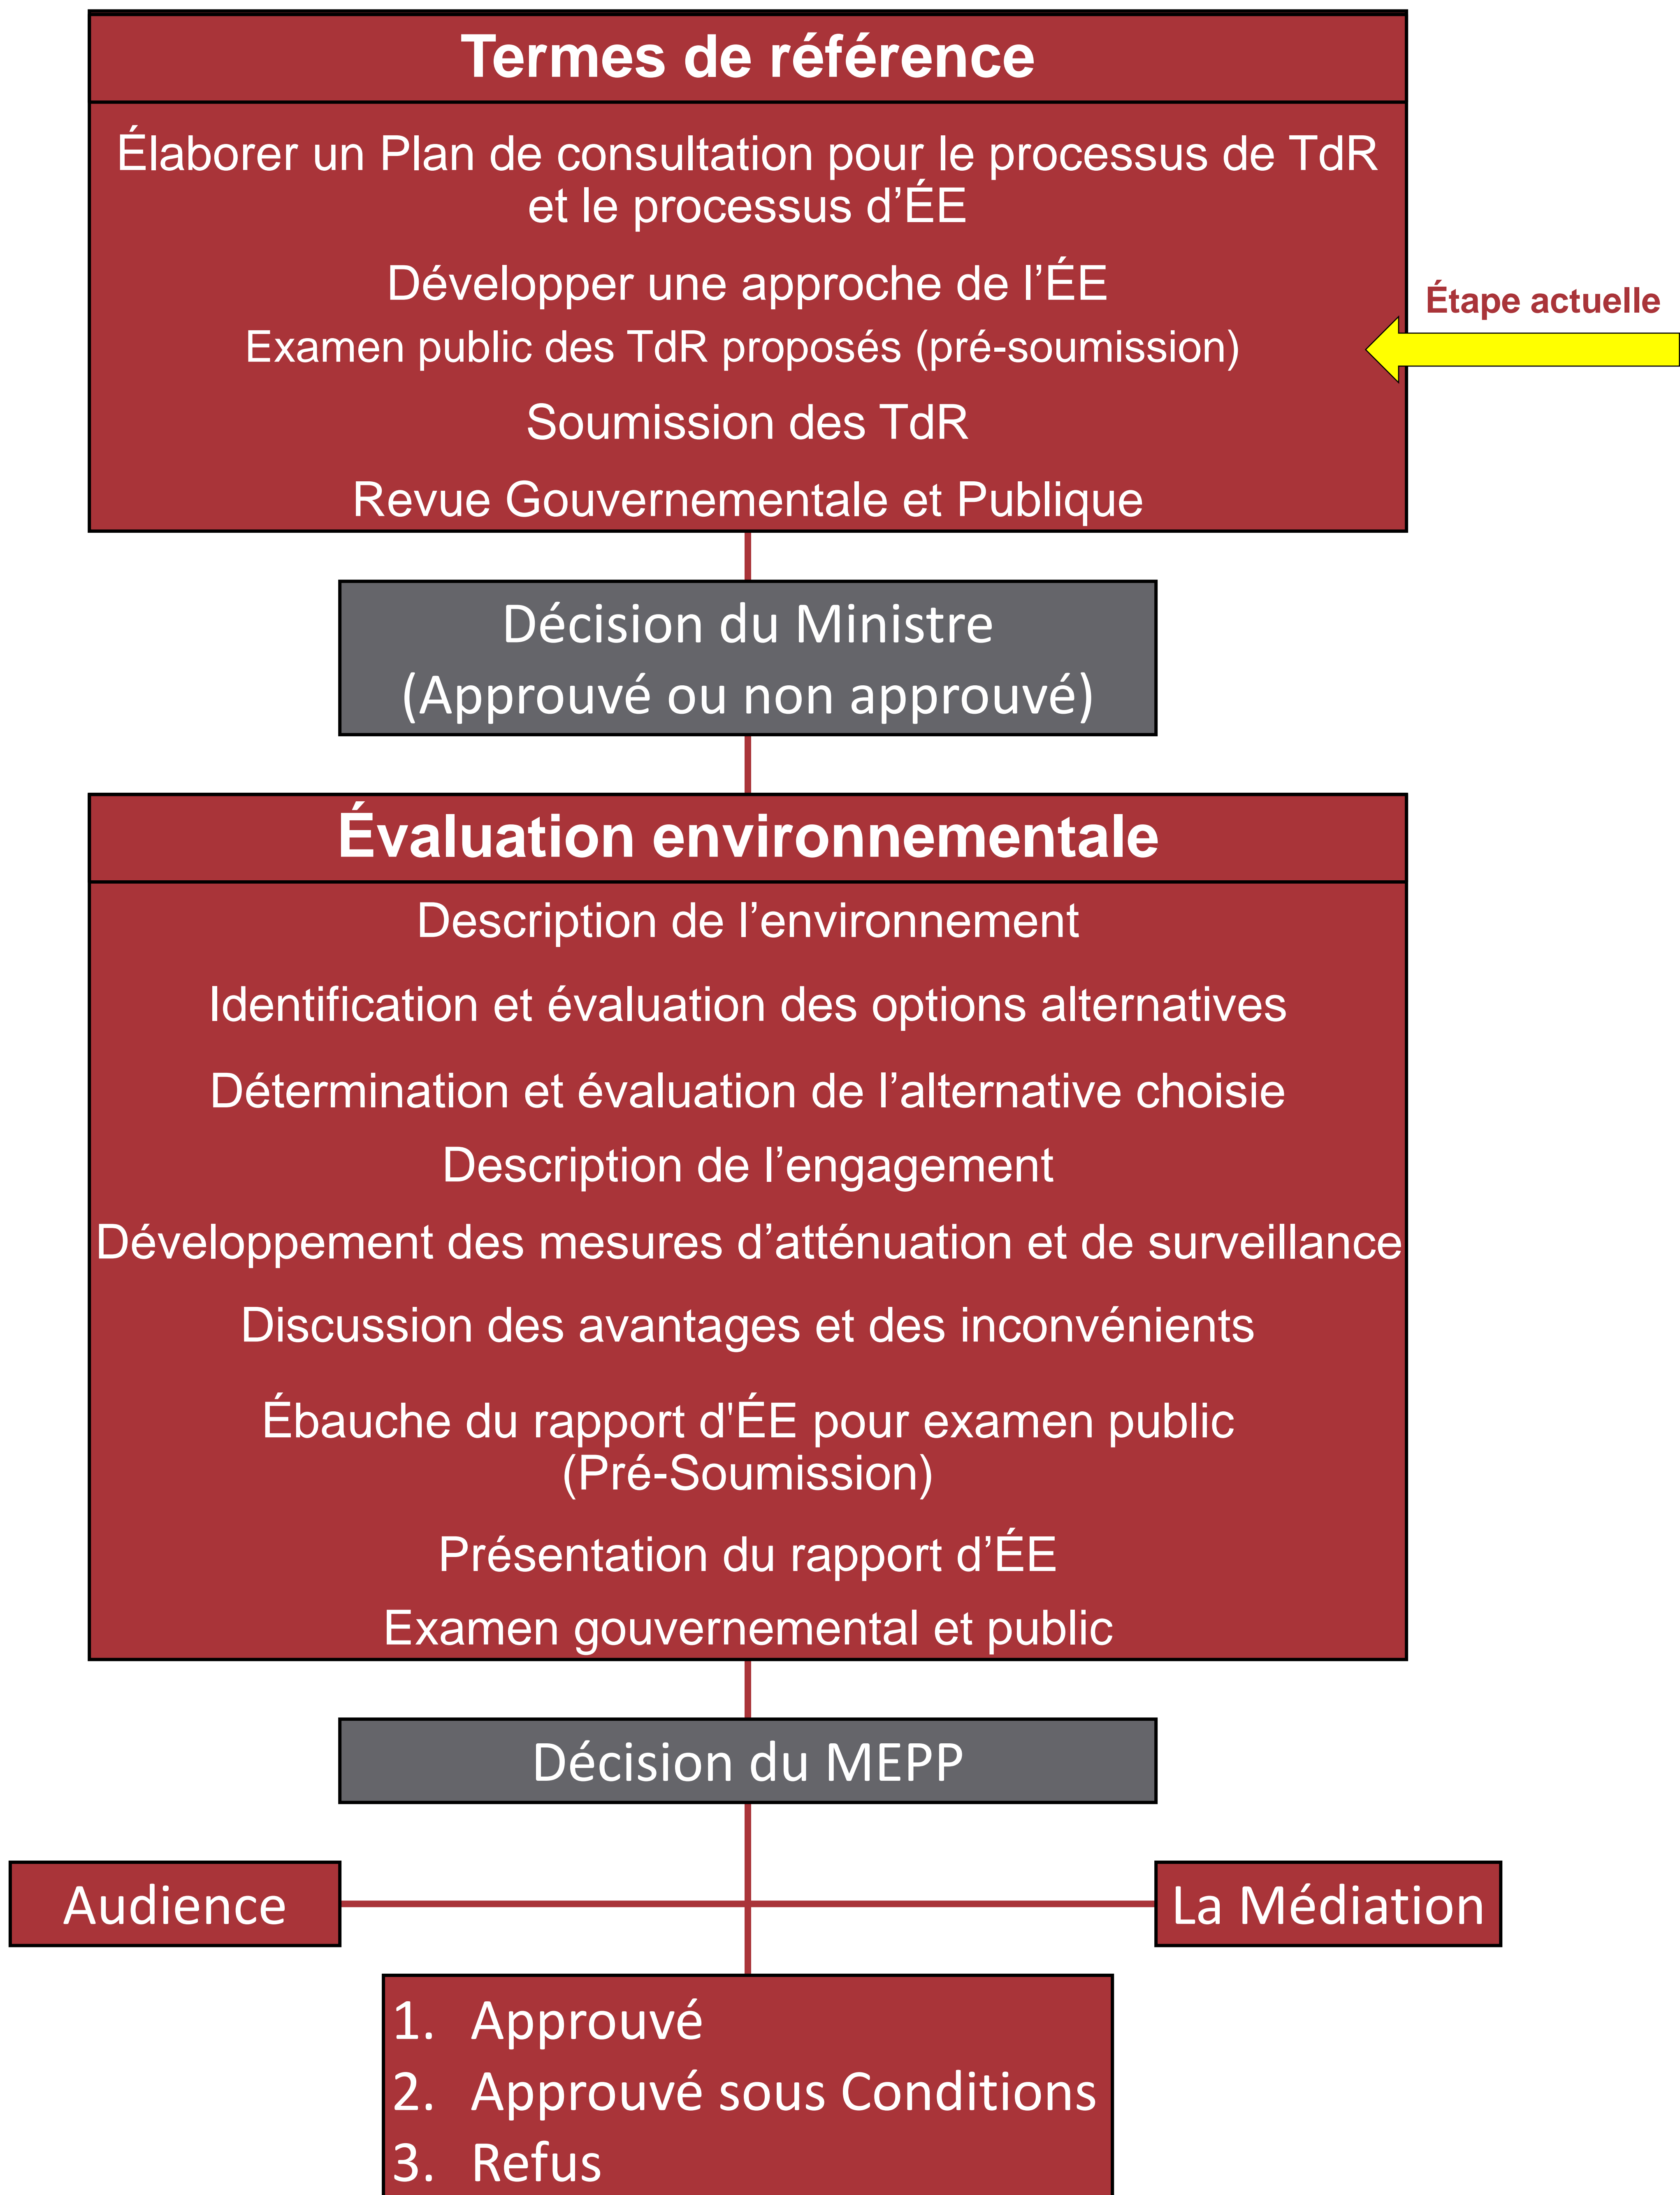 Termes de référence
Élaborer un Plan de consultation pour le processus de TdR
et le processus d’ÉE
Développer une approche de l’ÉE
Étape actuelle
Examen public des TdR proposés (pré-soumission)
Soumission des TdR
Revue Gouvernementale et Publique
Décision du Ministre
(Approuvé ou non approuvé)
Évaluation environnementale
Description de l’environnement
Identification et évaluation des options alternatives
Détermination et évaluation de l’alternative choisie
Description de l’engagement
Développement des mesures d’atténuation et de surveillance
Discussion des avantages et des inconvénients
Ébauche du rapport d'ÉE pour examen public
(Pré-Soumission)
Présentation du rapport d’ÉE
Examen gouvernemental et public
Décision du MEPP
Audience
La Médiation
1. Approuvé
2. Approuvé sous Conditions
3. Refus